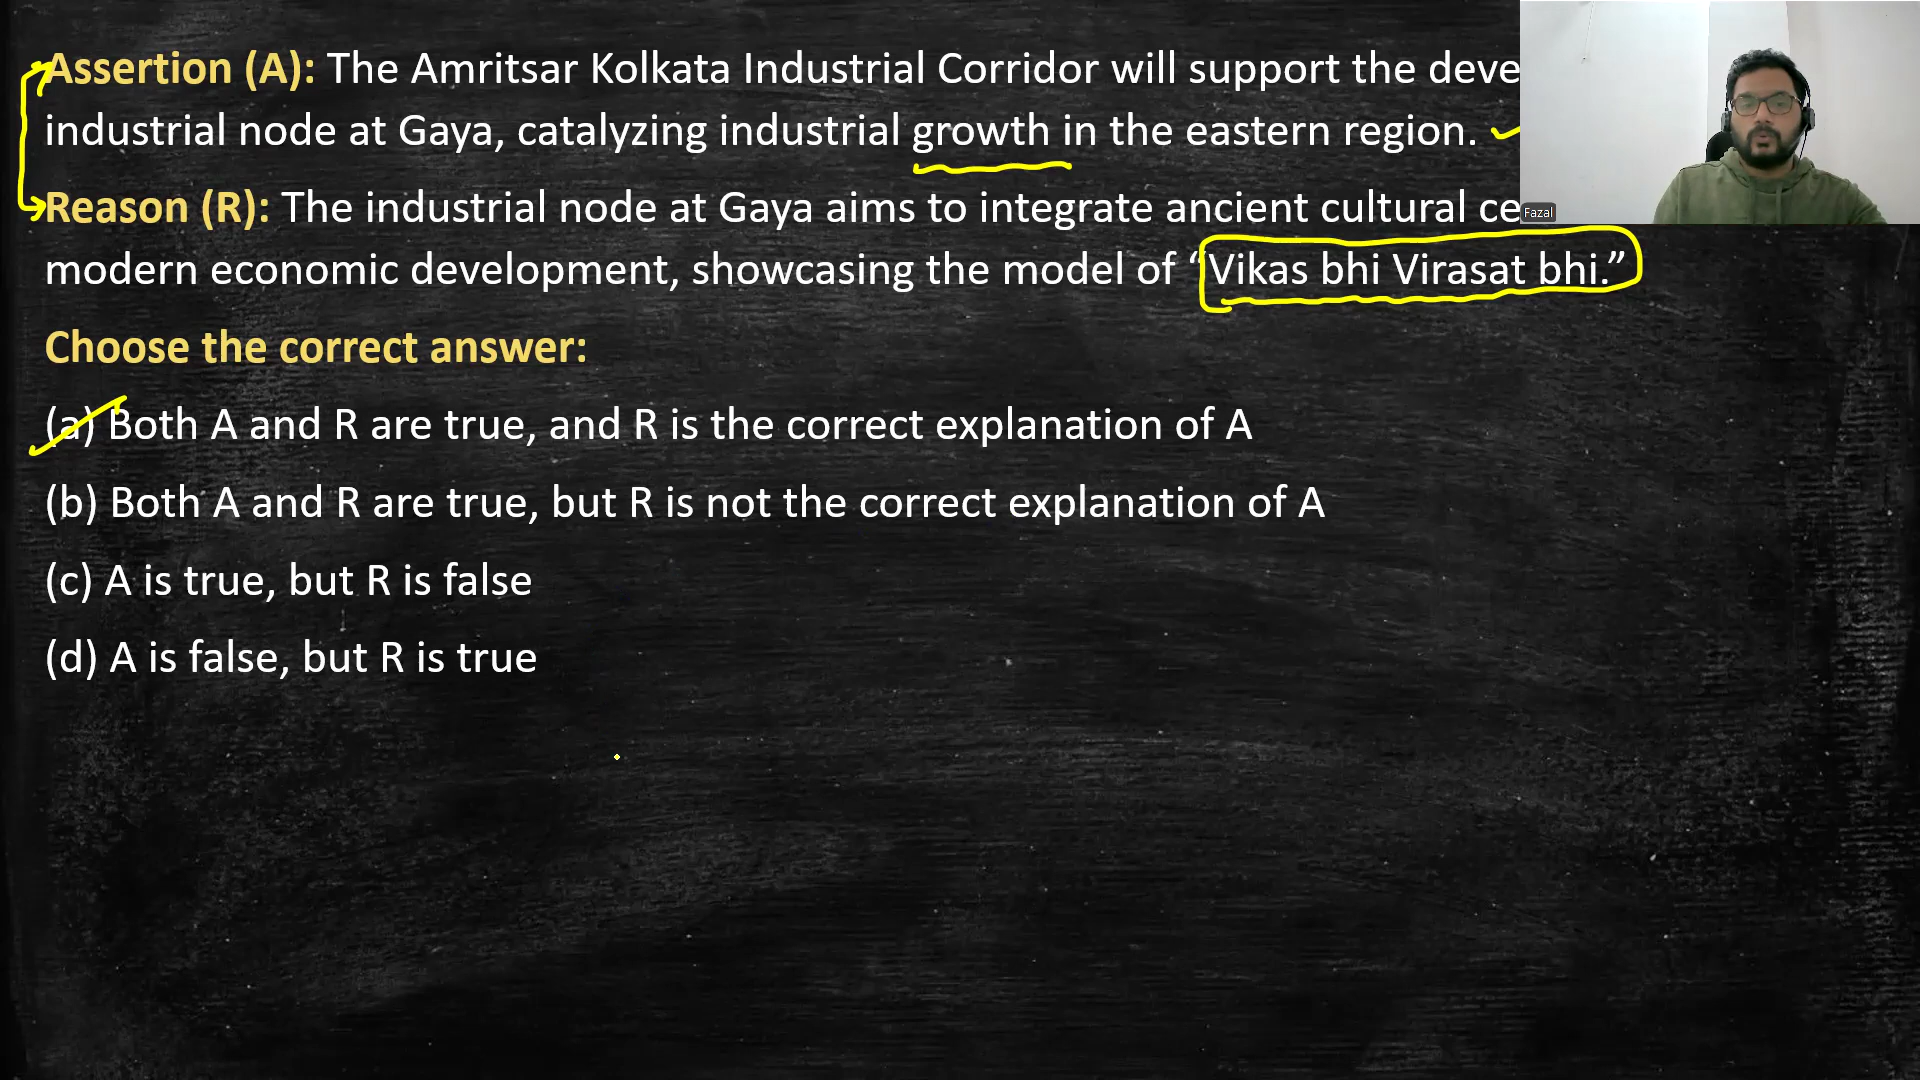 Assertion (A): The Amritsar Kolkata Industrial Corridor will support the deve
industrial node at Gaya, catalyzing industrial growth in the eastern region.
Reason (R): The industrial node at Gaya aims to integrate ancient cultural ce
Fazal
modern economic development, showcasing the model of “Vikas bhi Virasat bhi.”
Choose the correct answer:
(a) Both A and R are true, and R is the correct explanation of A
(b) Both A and R are true, but R is not the correct explanation of A
(c) A is true, but R is false
(d) A is false, but R is true